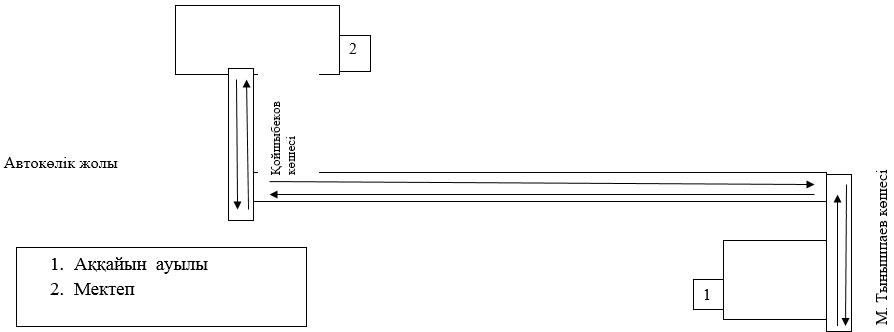 2
Қойшыбеков
көшесі
Автокөлік жолы
М. Тынышпаев көшесі
1. Аққайын ауылы
2. Мектеп
1